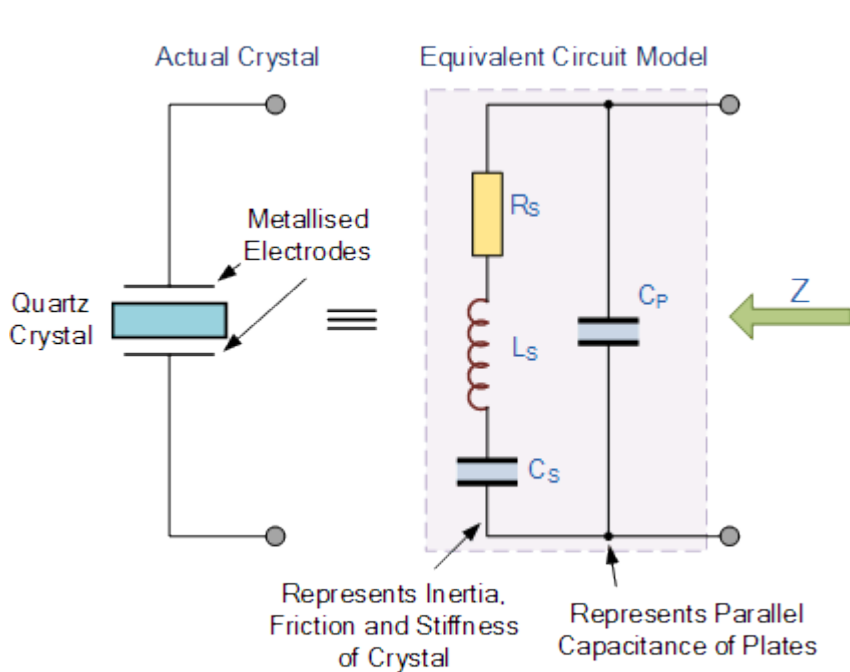 Actual Crystal
Equivalent Circuit Model
Metallised
Electrodes
Quartz
Crystal
RS
LS
CS
CP
Z
Represents Inertia,
Friction and Stiffness
of Crystal
Represents Parallel
Capacitance of Plates